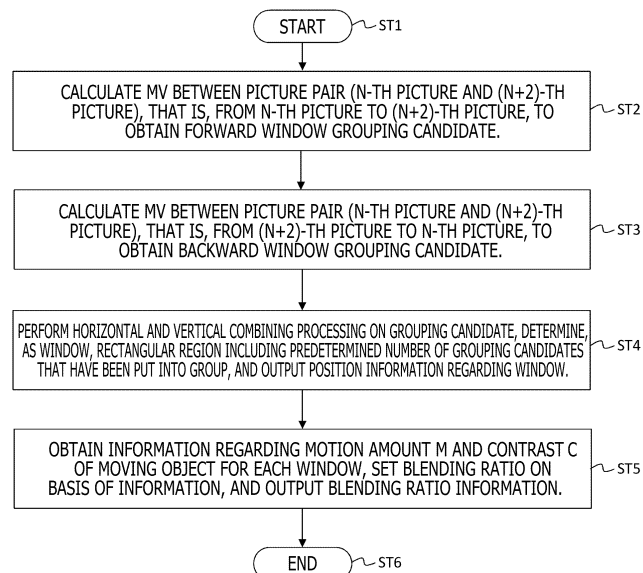 START
ST1
CALCULATE MV BETWEEN PICTURE PAIR (N-TH PICTURE AND (N+2)-TH
PICTURE), THAT IS, FROM N-TH PICTURE TO (N+2)-TH PICTURE, TO
OBTAIN FORWARD WINDOW GROUPING CANDIDATE.
ST2
CALCULATE MV BETWEEN PICTURE PAIR (N-TH PICTURE AND (N+2)-TH
PICTURE), THAT IS, FROM (N+2)-TH PICTURE TO N-TH PICTURE, TO
OBTAIN BACKWARD WINDOW GROUPING CANDIDATE.
ST3
PERFORM HORIZONTAL AND VERTICAL COMBINING PROCESSING ON GROUPING CANDIDATE, DETERMINE,
AS WINDOW, RECTANGULAR REGION INCLUDING PREDETERMINED NUMBER OF GROUPING CANDIDATES
THAT HAVE BEEN PUT INTO GROUP, AND OUTPUT POSITION INFORMATION REGARDING WINDOW.
ST4
OBTAIN INFORMATION REGARDING MOTION AMOUNT M AND CONTRAST C
OF MOVING OBJECT FOR EACH WINDOW, SET BLENDING RATIO ON
BASIS OF INFORMATION, AND OUTPUT BLENDING RATIO INFORMATION.
ST5
END
ST6